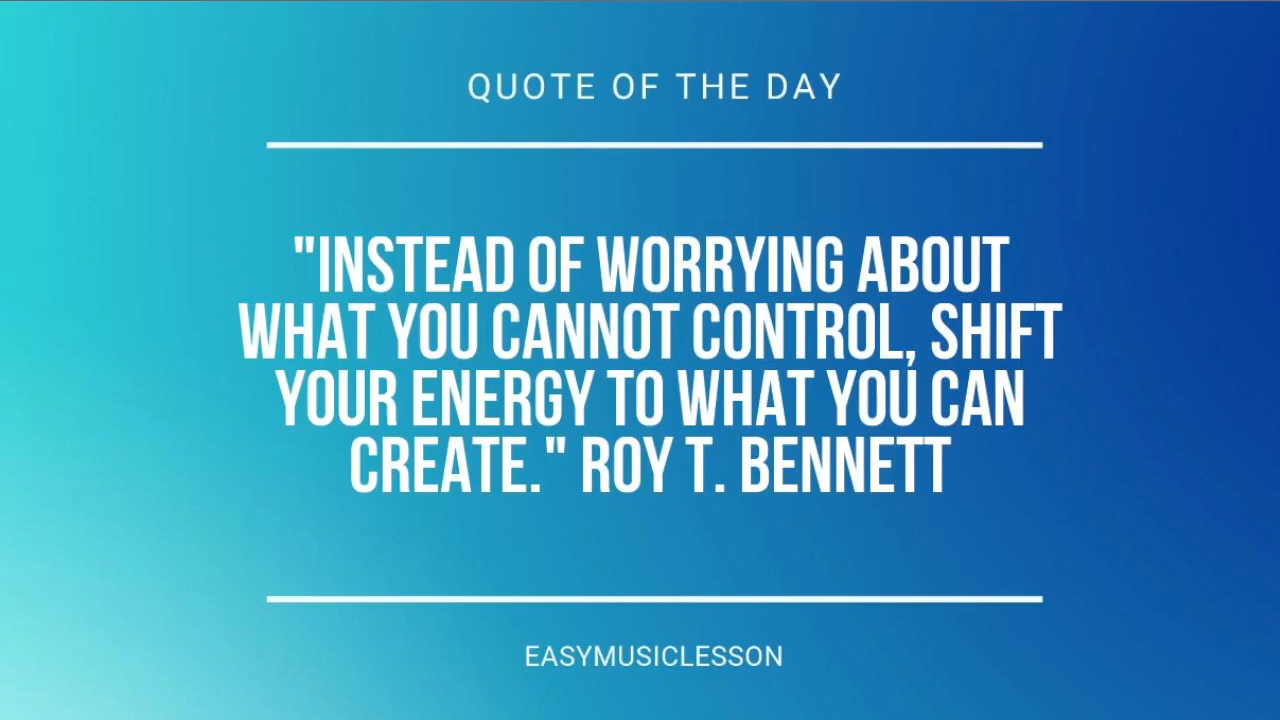 QUOTE OF THE DAY
"INSTEAD OF WORRYING ABOUT
WHAT YOU CANNOT CONTROL, SHIFT
YOUR ENERGY TO WHAT YOU CAN
CREATE." ROY T. BENNETT
EASYMUSICLESSON